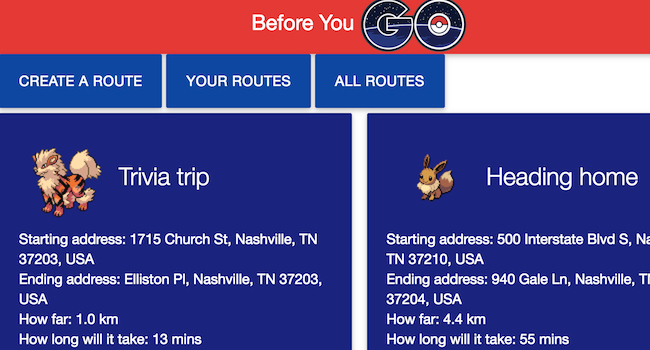 Before You GO
CREATE A ROUTE
YOUR ROUTES
ALL ROUTES
Trivia trip
Starting address: 1715 Church St, Nashville, TN
37203, USA
Ending address: Elliston Pl, Nashville, TN 37203,
USA
How far: 1.0 km
How long will it take: 13 mins
Heading home
Starting address: 500 Interstate Blvd S,
TN 37210, USA
Ending address: 940 Gale Ln, Nashville,
37204, USA
How far: 4.4 km
How long will it take: 55 mins